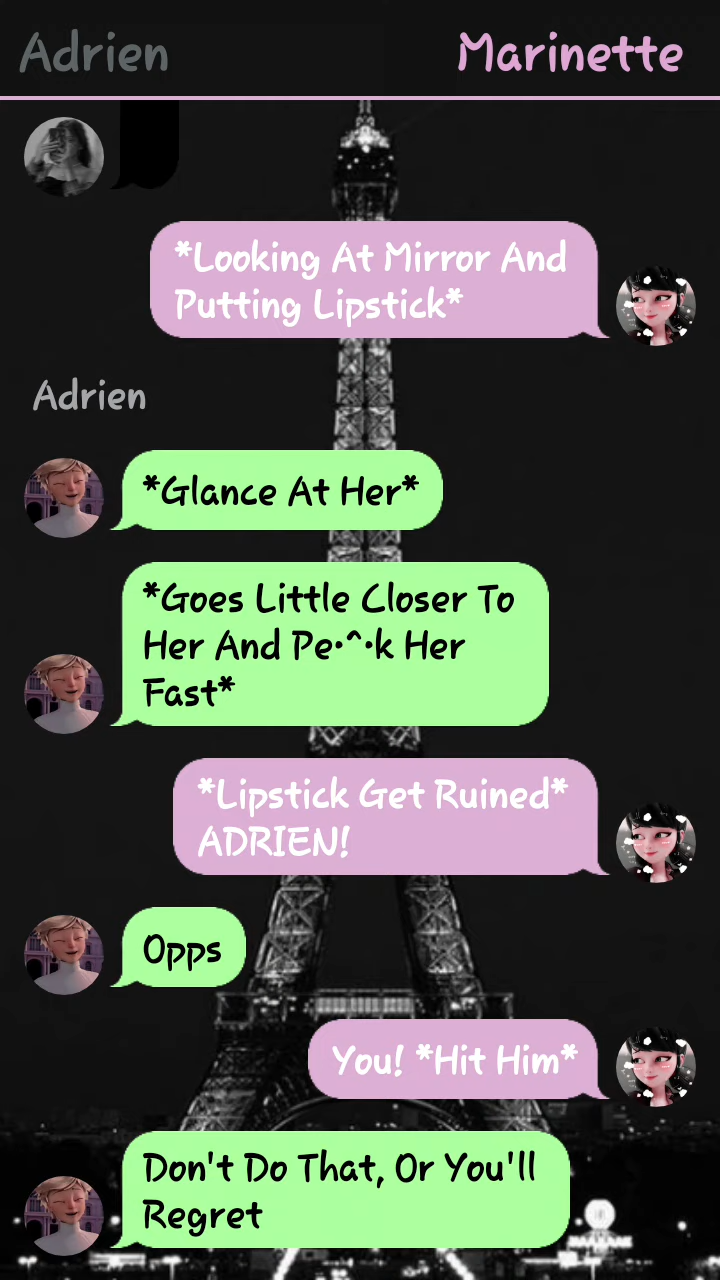 Adrien
Marinette
*Looking At Mirror And
Putting Lipstick*
Adrien
*Glance At Her*
*Goes Little Closer To
Her And Pe•^•k Her
Fast*
*Lipstick Get Ruined*
ADRIEN!
Opps
You! *Hit Him*
Don't Do That, Or You'll
Regret